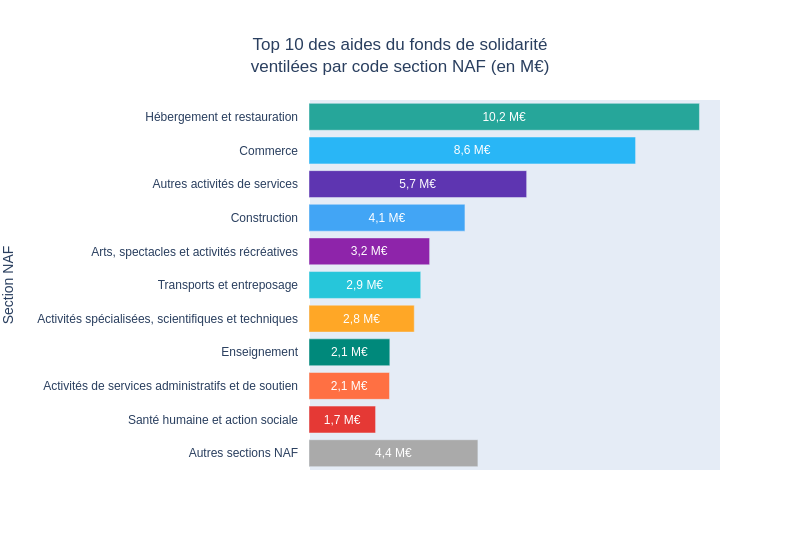 Top 10 des aides du fonds de solidarité
ventilées par code section NAF (en M€)
Section NAF
Hébergement et restauration 10,2 M€
Commerce 8,6 M€
Autres activités de services 5,7 M€
Construction 4,1 M€
Arts, spectacles et activités récréatives 3,2 M€
Transports et entreposage 2,9 M€
Activités spécialisées, scientifiques et techniques 2,8 M€
Enseignement 2,1 M€
Activités de services administratifs et de soutien 2,1 M€
Santé humaine et action sociale 1,7 M€
Autres sections NAF 4,4 M€